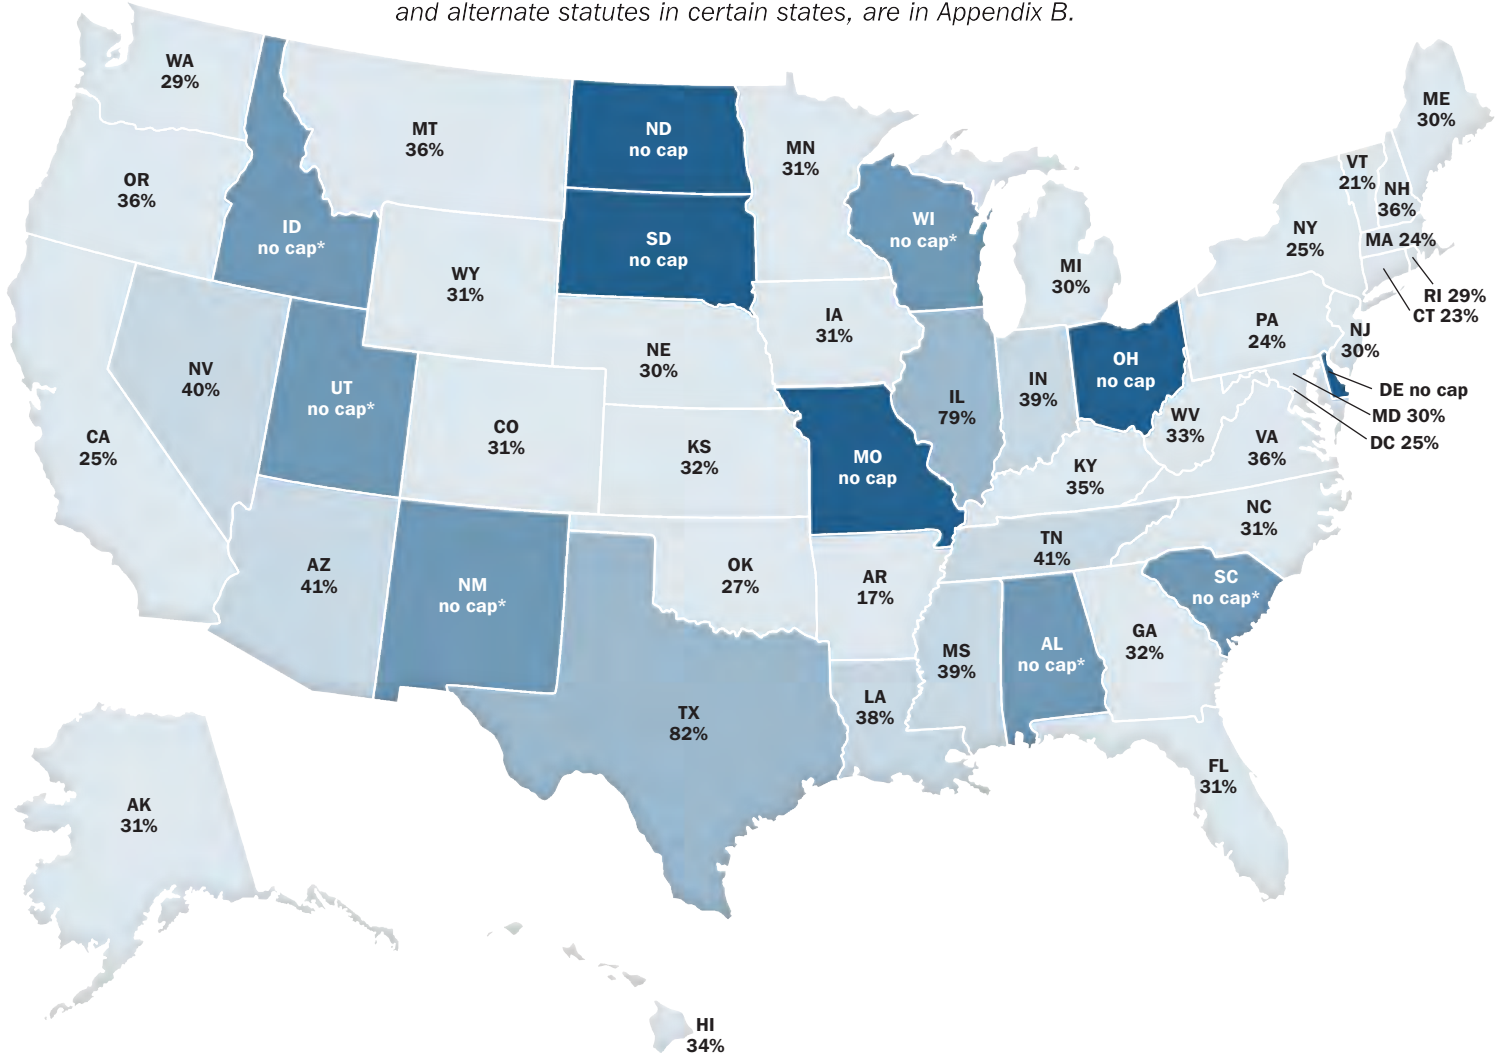 and alternate statutes in certain states, are in Appendix B.
WA
29%
MT
36%
ND
no cap
MN
31%
ME
30%
OR
36%
ID
no cap*
SD
no cap
WI
no cap*
VT
21%
NH
36%
NY
25%
MA 24%
WY
31%
MI
30%
RI 29%
CT 23%
IA
31%
PA
24%
NJ
30%
NE
30%
NV
40%
UT
no cap*
OH
no cap
IN
39%
IL
79%
DE no cap
MD 30%
DC 25%
CA
25%
CO
31%
KS
32%
MO
no cap
WV
33%
VA
36%
KY
35%
NC
31%
TN
41%
AZ
41%
NM
no cap*
OK
27%
AR
17%
SC
no cap*
MS
39%
AL
no cap*
GA
32%
LA
38%
TX
82%
FL
31%
AK
31%
HI
34%